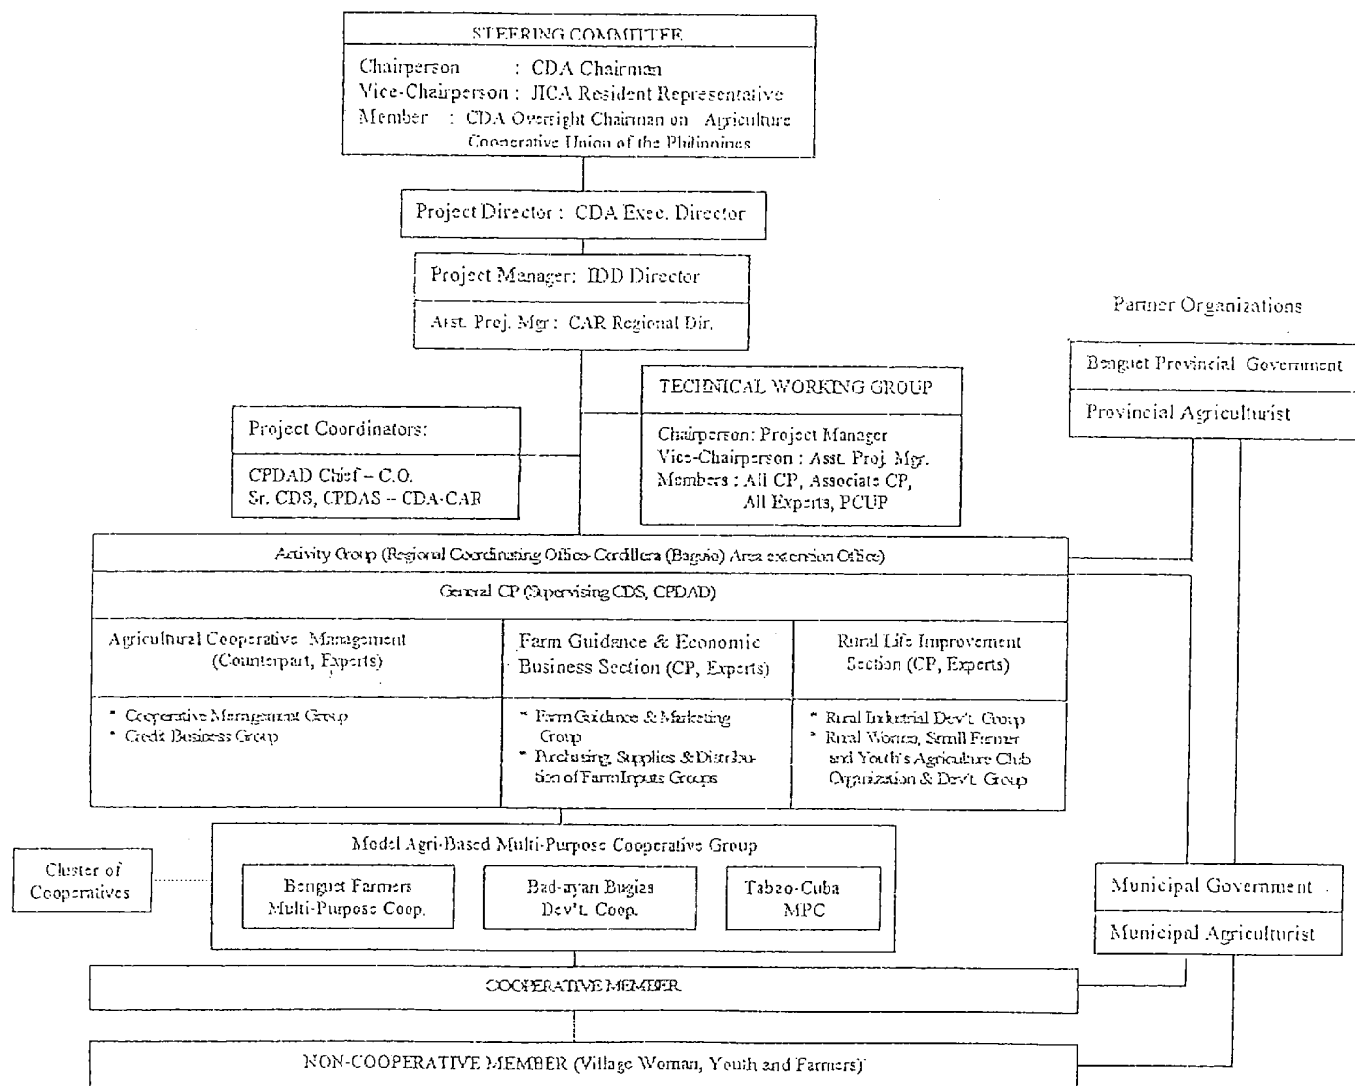 STEERING COMMITTEE
Chairperson : CDA Chairman
Vice-Chairperson : JICA Resident Representative
Member : CDA Oversight Chairman on Agriculture
Cooperative Union of the Philippines
Project Director : CDA Exec. Director
Project Manager: IDD Director
Asst. Proj. Mgr : CAR Regional Dir.
Partner Organizations
Benguet Provincial Government
Provincial Agriculturist
TECHNICAL WORKING GROUP
Chairperson: Project Manager
Vice-Chairperson : Asst. Proj. Mgr.
Members : All CP, Associate CP,
All Experts, PCUP
Project Coordinators:
CPDAD Chief – C.O.
Sr. CDS, CPDAS – CDA-CAR
Activity Group (Regional Coordinating Office-Cordillera (Baguio) Area extension Office)
General CP (Supervising CDS, CPDAD)
Agricultural Cooperative Management
(Counterpart, Experts)
Farm Guidance & Economic
Business Section (CP, Experts)
Rural Life Improvement
Section (CP, Experts)
* Cooperative Management Group
* Credit Business Group
* Farm Guidance & Marketing
Group
* Purchasing, Supplies & Distribu-
tion of Farm Inputs Groups
* Rural Industrial Dev't. Group
* Rural Women, Small Farmer
and Youth's Agriculture Club
Organization & Dev't. Group
Model Agri-Based Multi-Purpose Cooperative Group
Cluster of
Cooperatives
Benguet Farmers
Multi-Purpose Coop.
Bad-ayan Buguias
Dev't. Coop.
Tabao-Cuba
MPC
Municipal Government
Municipal Agriculturist
COOPERATIVE MEMBER
NON-COOPERATIVE MEMBER (Village Woman, Youth and Farmers)